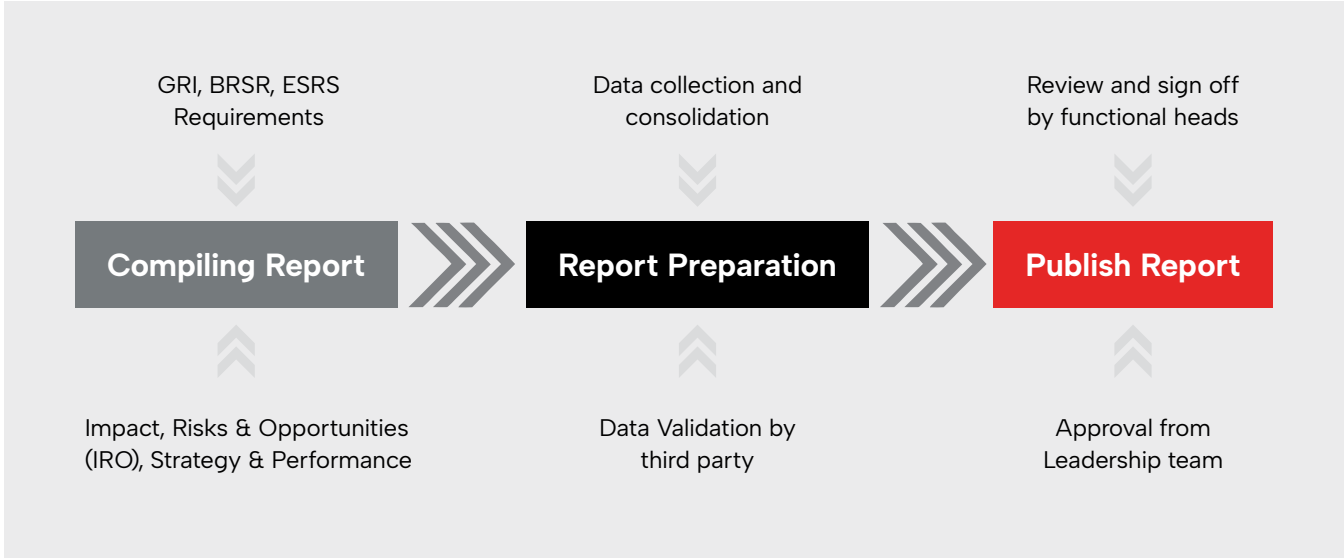 GRI, BRSR, ESRS
Requirements
Data collection and
consolidation
Review and sign off
by functional heads
Compiling Report
Report Preparation
Publish Report
Impact, Risks & Opportunities
(IRO), Strategy & Performance
Data Validation by
third party
Approval from
Leadership team